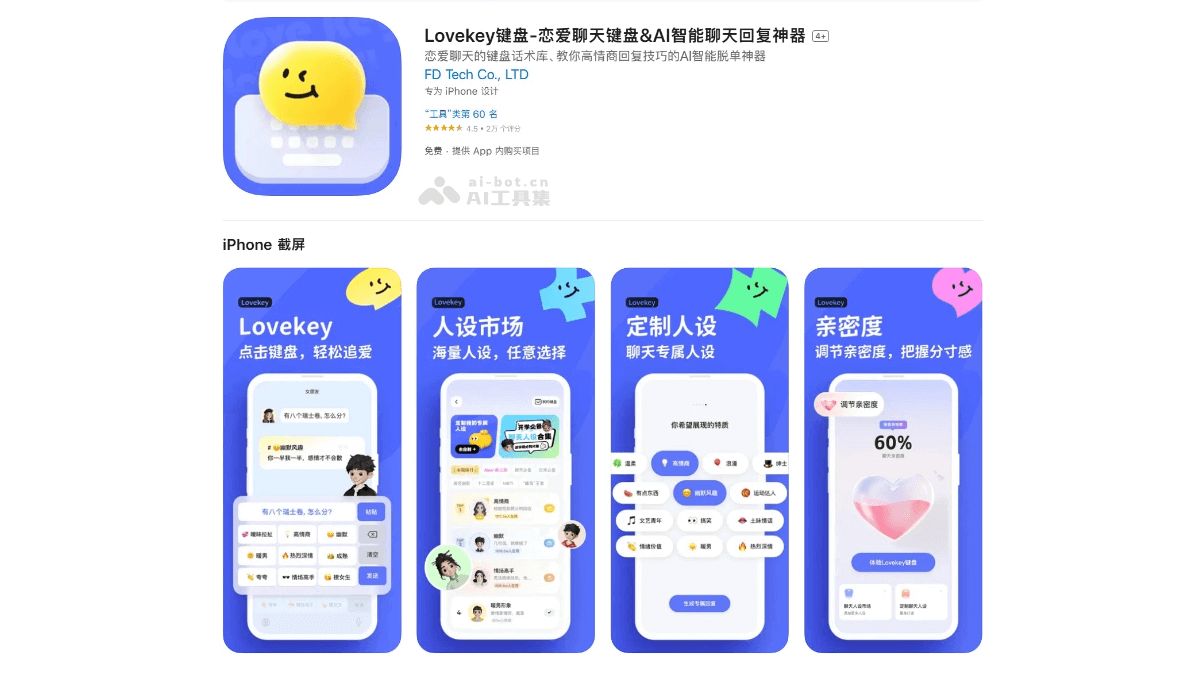 Lovekey键盘-恋爱聊天键盘&AI智能聊天回复神器 4+
恋爱聊天的键盘话术库、教你高情商回复技巧的AI智能脱单神器
FD Tech Co., LTD
专为 iPhone 设计
“工具”类第 60 名
★★★★★ 4.5 • 2万 个评分
免费 · 提供 App 内购买项目
ai-bot.cn
AI工具集
iPhone 截屏
Lovekey
Lovekey
点击键盘，轻松追爱
有八个瑞士卷，怎么分?
#幽默风趣
你一半我一半，感情才不会散
有八个瑞士卷，怎么分?
粘贴
暧昧拉扯
高情商
幽默
暖男
热烈深情
成熟
清空
夸夸
情场高手
撩女生
发送
Lovekey
人设市场
海量人设，任意选择
高情商
幽默
情场高手
4
暖男形象
Lovekey
定制人设
聊天专属人设
你希望展现的特质
温柔
高情商
浪漫
绅士
有点东西
幽默风趣
运动达人
文艺青年
搞笑
土味情话
情绪价值
暖男
热烈深情
生成专属回复
Lovekey
亲密度
调节亲密度，把握分寸感
调节亲密度
60%
体验Lovekey键盘
聊天人设市场
定制聊天人设